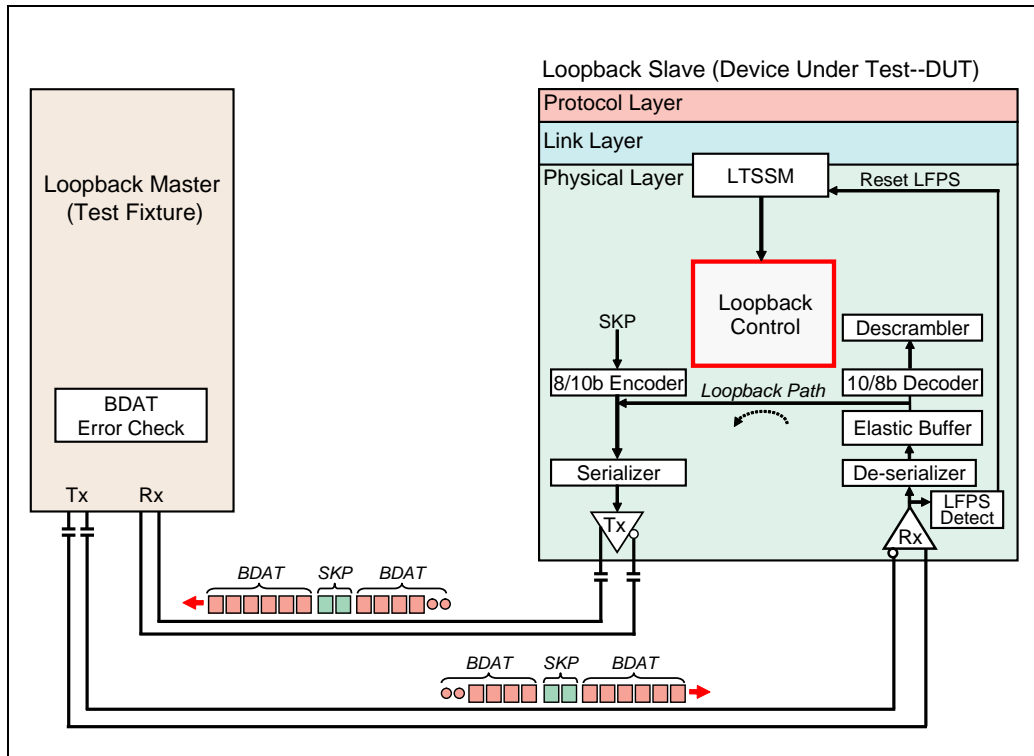 Loopback Slave (Device Under Test--DUT)
Protocol Layer
Link Layer
Physical Layer
LTSSM
Reset LFPS
Loopback Master
(Test Fixture)
Loopback
Control
SKP
Descrambler
8/10b Encoder
Loopback Path
10/8b Decoder
BDAT
Error Check
Elastic Buffer
Serializer
De-serializer
Tx
Rx
Tx
LFPS
Detect
Rx
BDAT
SKP
BDAT
BDAT
SKP
BDAT